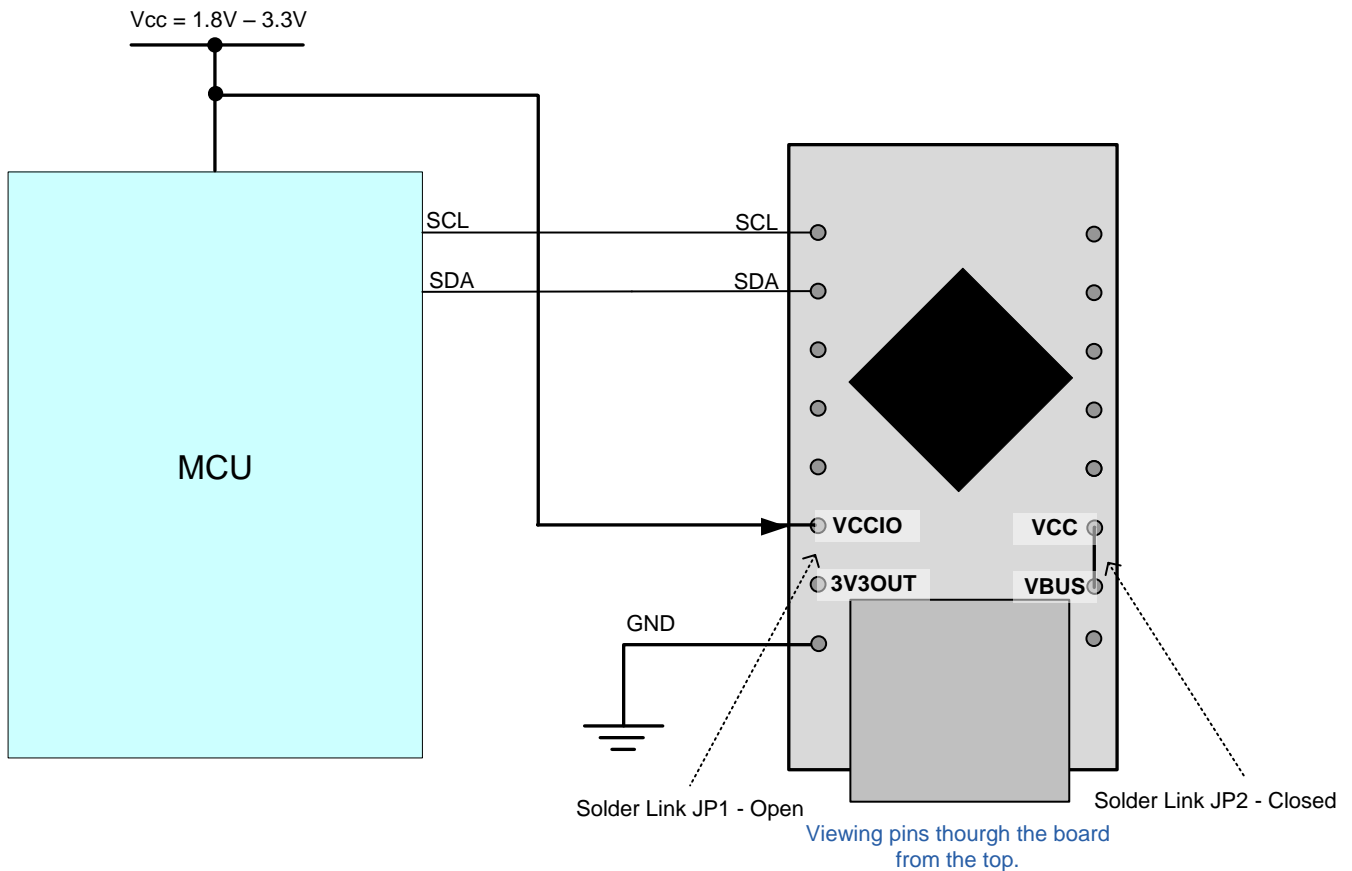 Vcc = 1.8V – 3.3V
SCL
SCL
SDA
SDA
MCU
VCCIO
VCC
3V3OUT
VBUS
GND
Solder Link JP1 - Open
Solder Link JP2 - Closed
Viewing pins thourgh the board
from the top.